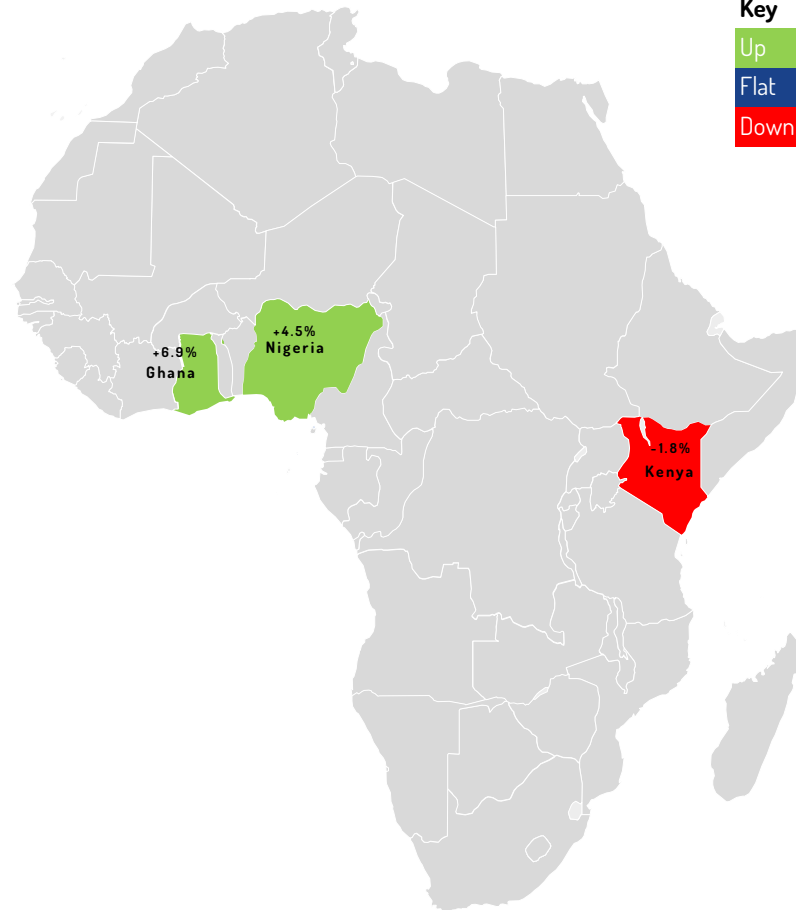 Key
Up
Flat
Down
+4.5%
Nigeria
+6.9%
Ghana
-1.8%
Kenya